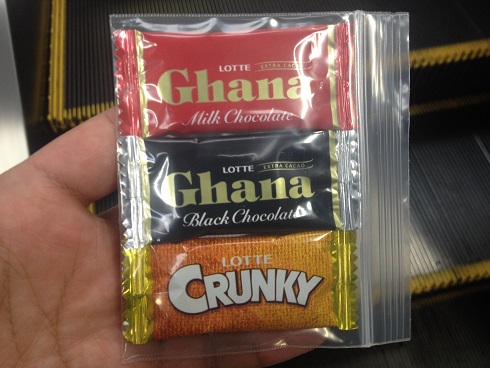 LOTTE EXTRA CACAO
Ghana
Milk Chocolate
LOTTE EXTRA CACAO
Ghana
Black Chocolate
LOTTE
CRUNKY